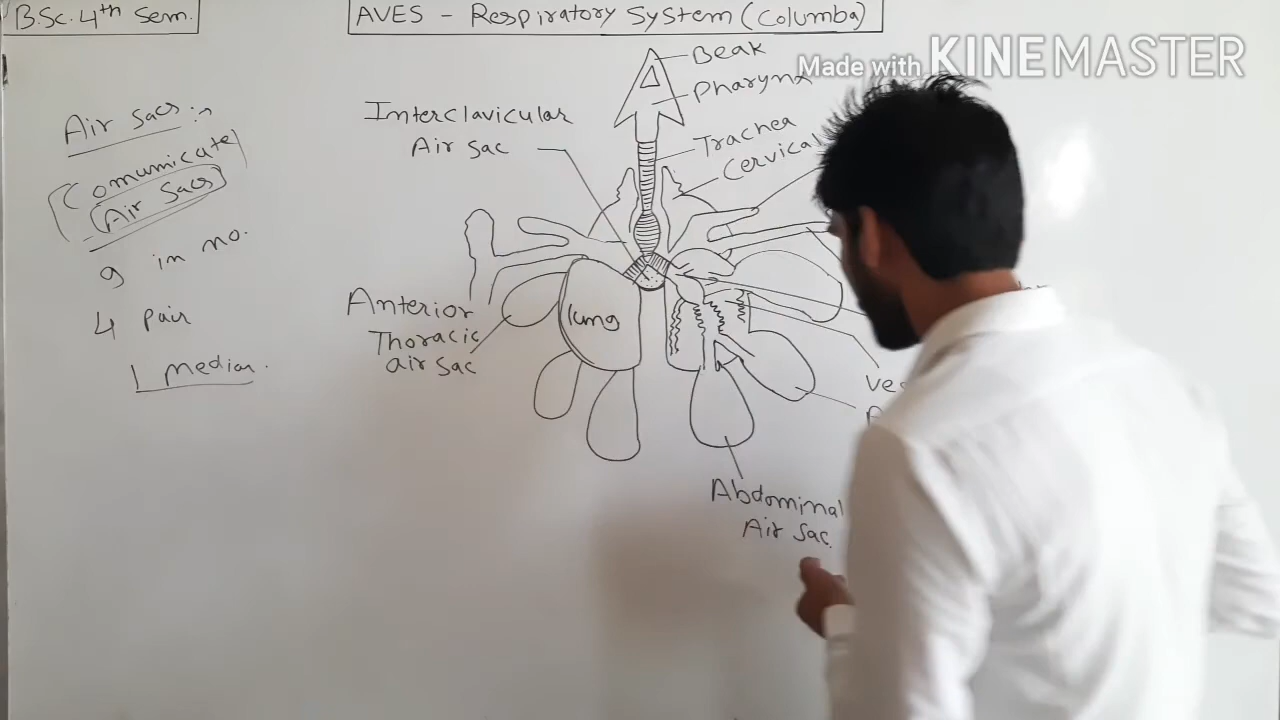 B.Sc. 4th Sem.
AVES - Respiratory System (Columba)
Made with KINEMASTER
Beak
Pharynx
Trachea
Cervical
Interclavicular
Air sac
Air sacs :-
Comumicate
Air Sacs
9 in no.
4 pair
1 median.
Anterior
Thoracic
air sac
lung
Abdominal
Air sac.